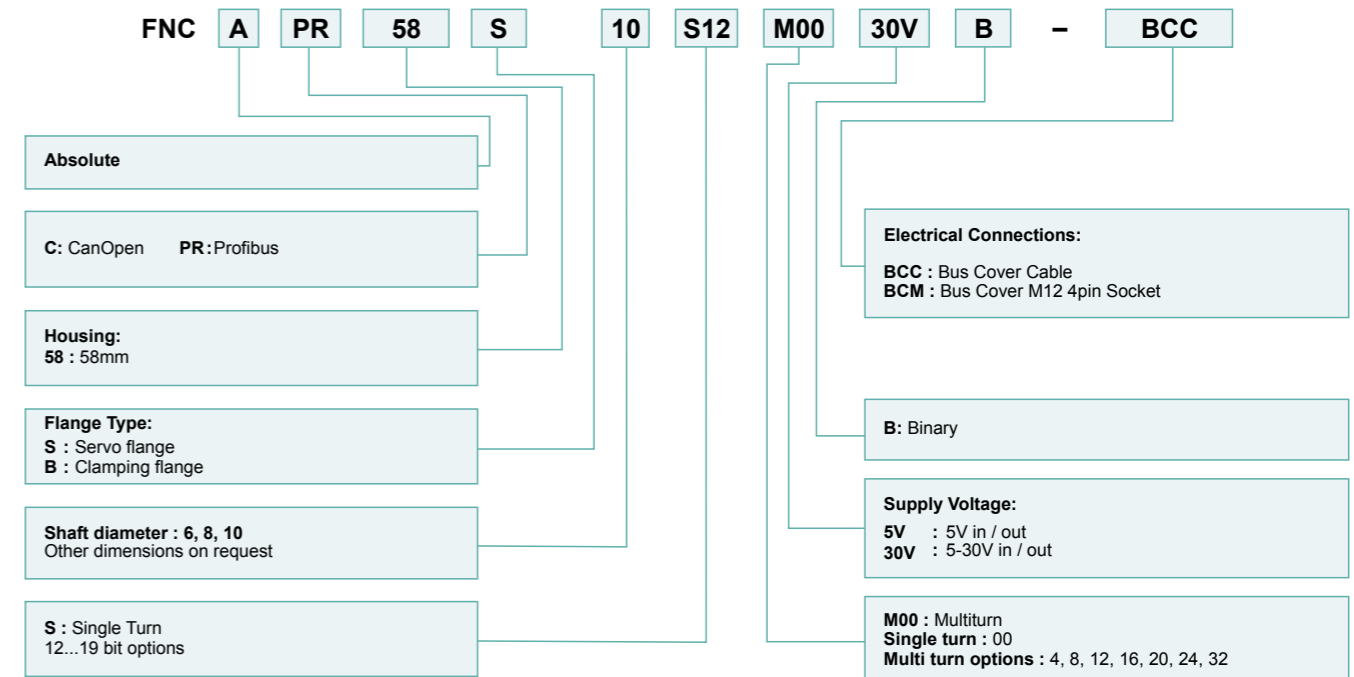 FNC A PR 58 S 10 S12 M00 30V B – BCC
Absolute
C: CanOpen PR:Profibus
Housing:
58 : 58mm
Flange Type:
S : Servo flange
B : Clamping flange
Shaft diameter : 6, 8, 10
Other dimensions on request
S : Single Turn
12...19 bit options
Electrical Connections:
BCC : Bus Cover Cable
BCM : Bus Cover M12 4pin Socket
B: Binary
Supply Voltage:
5V : 5V in / out
30V : 5-30V in / out
M00 : Multiturn
Single turn : 00
Multi turn options : 4, 8, 12, 16, 20, 24, 32